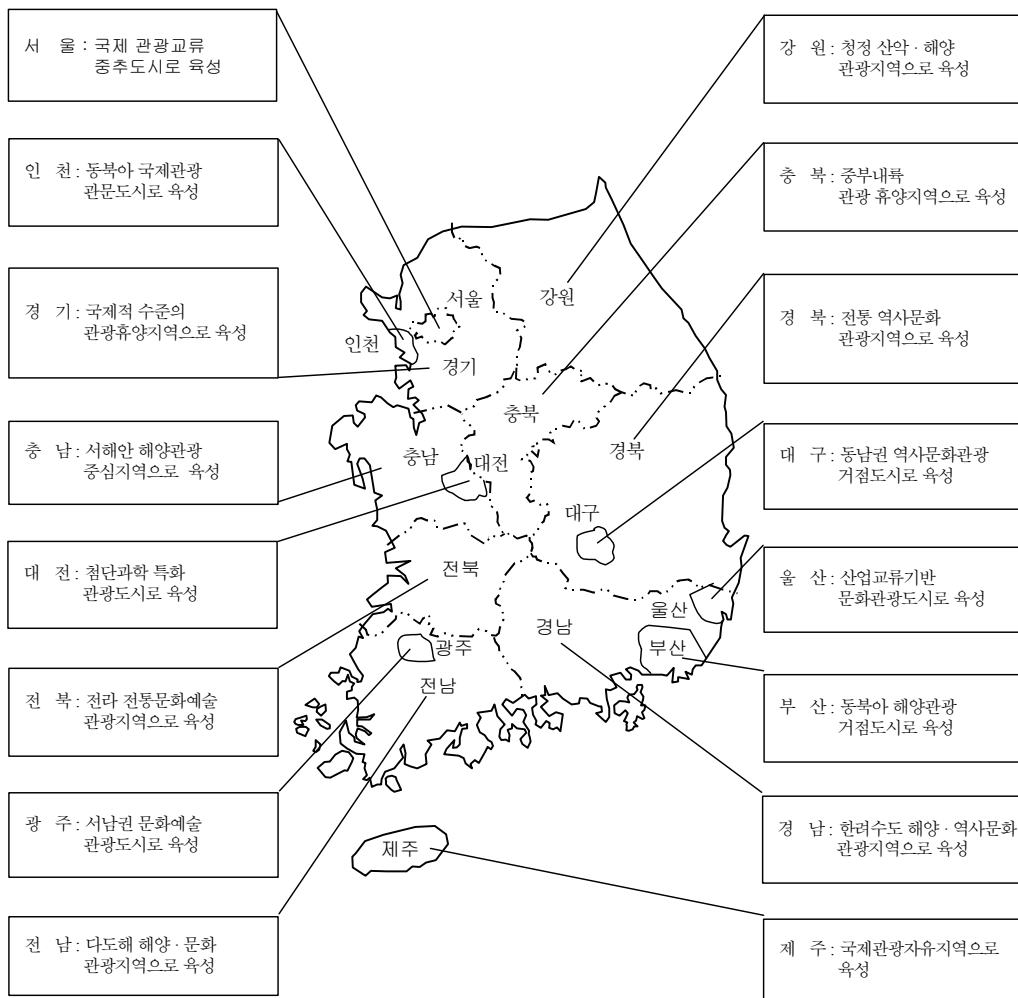 서 울 : 국제 관광교류
중추도시로 육성
인 천 : 동북아 국제관광
관문도시로 육성
경 기 : 국제적 수준의
관광휴양지역으로 육성
충 남 : 서해안 해양관광
중심지역으로 육성
대 전 : 첨단과학 특화
관광도시로 육성
전 북 : 전라 전통문화예술
관광지역으로 육성
광 주 : 서남권 문화예술
관광도시로 육성
전 남 : 다도해 해양 · 문화
관광지역으로 육성
서울
강원
인천
경기
충북
충남
대전
경북
대구
전북
울산
경남
부산
광주
전남
제주
강 원 : 청정 산악 · 해양
관광지역으로 육성
충 북 : 중부내륙
관광 휴양지역으로 육성
경 북 : 전통 역사문화
관광지역으로 육성
대 구 : 동남권 역사문화관광
거점도시로 육성
울 산 : 산업교류기반
문화관광도시로 육성
부 산 : 동북아 해양관광
거점도시로 육성
경 남 : 한려수도 해양 · 역사문화
관광지역으로 육성
제 주 : 국제관광자유지역으로
육성